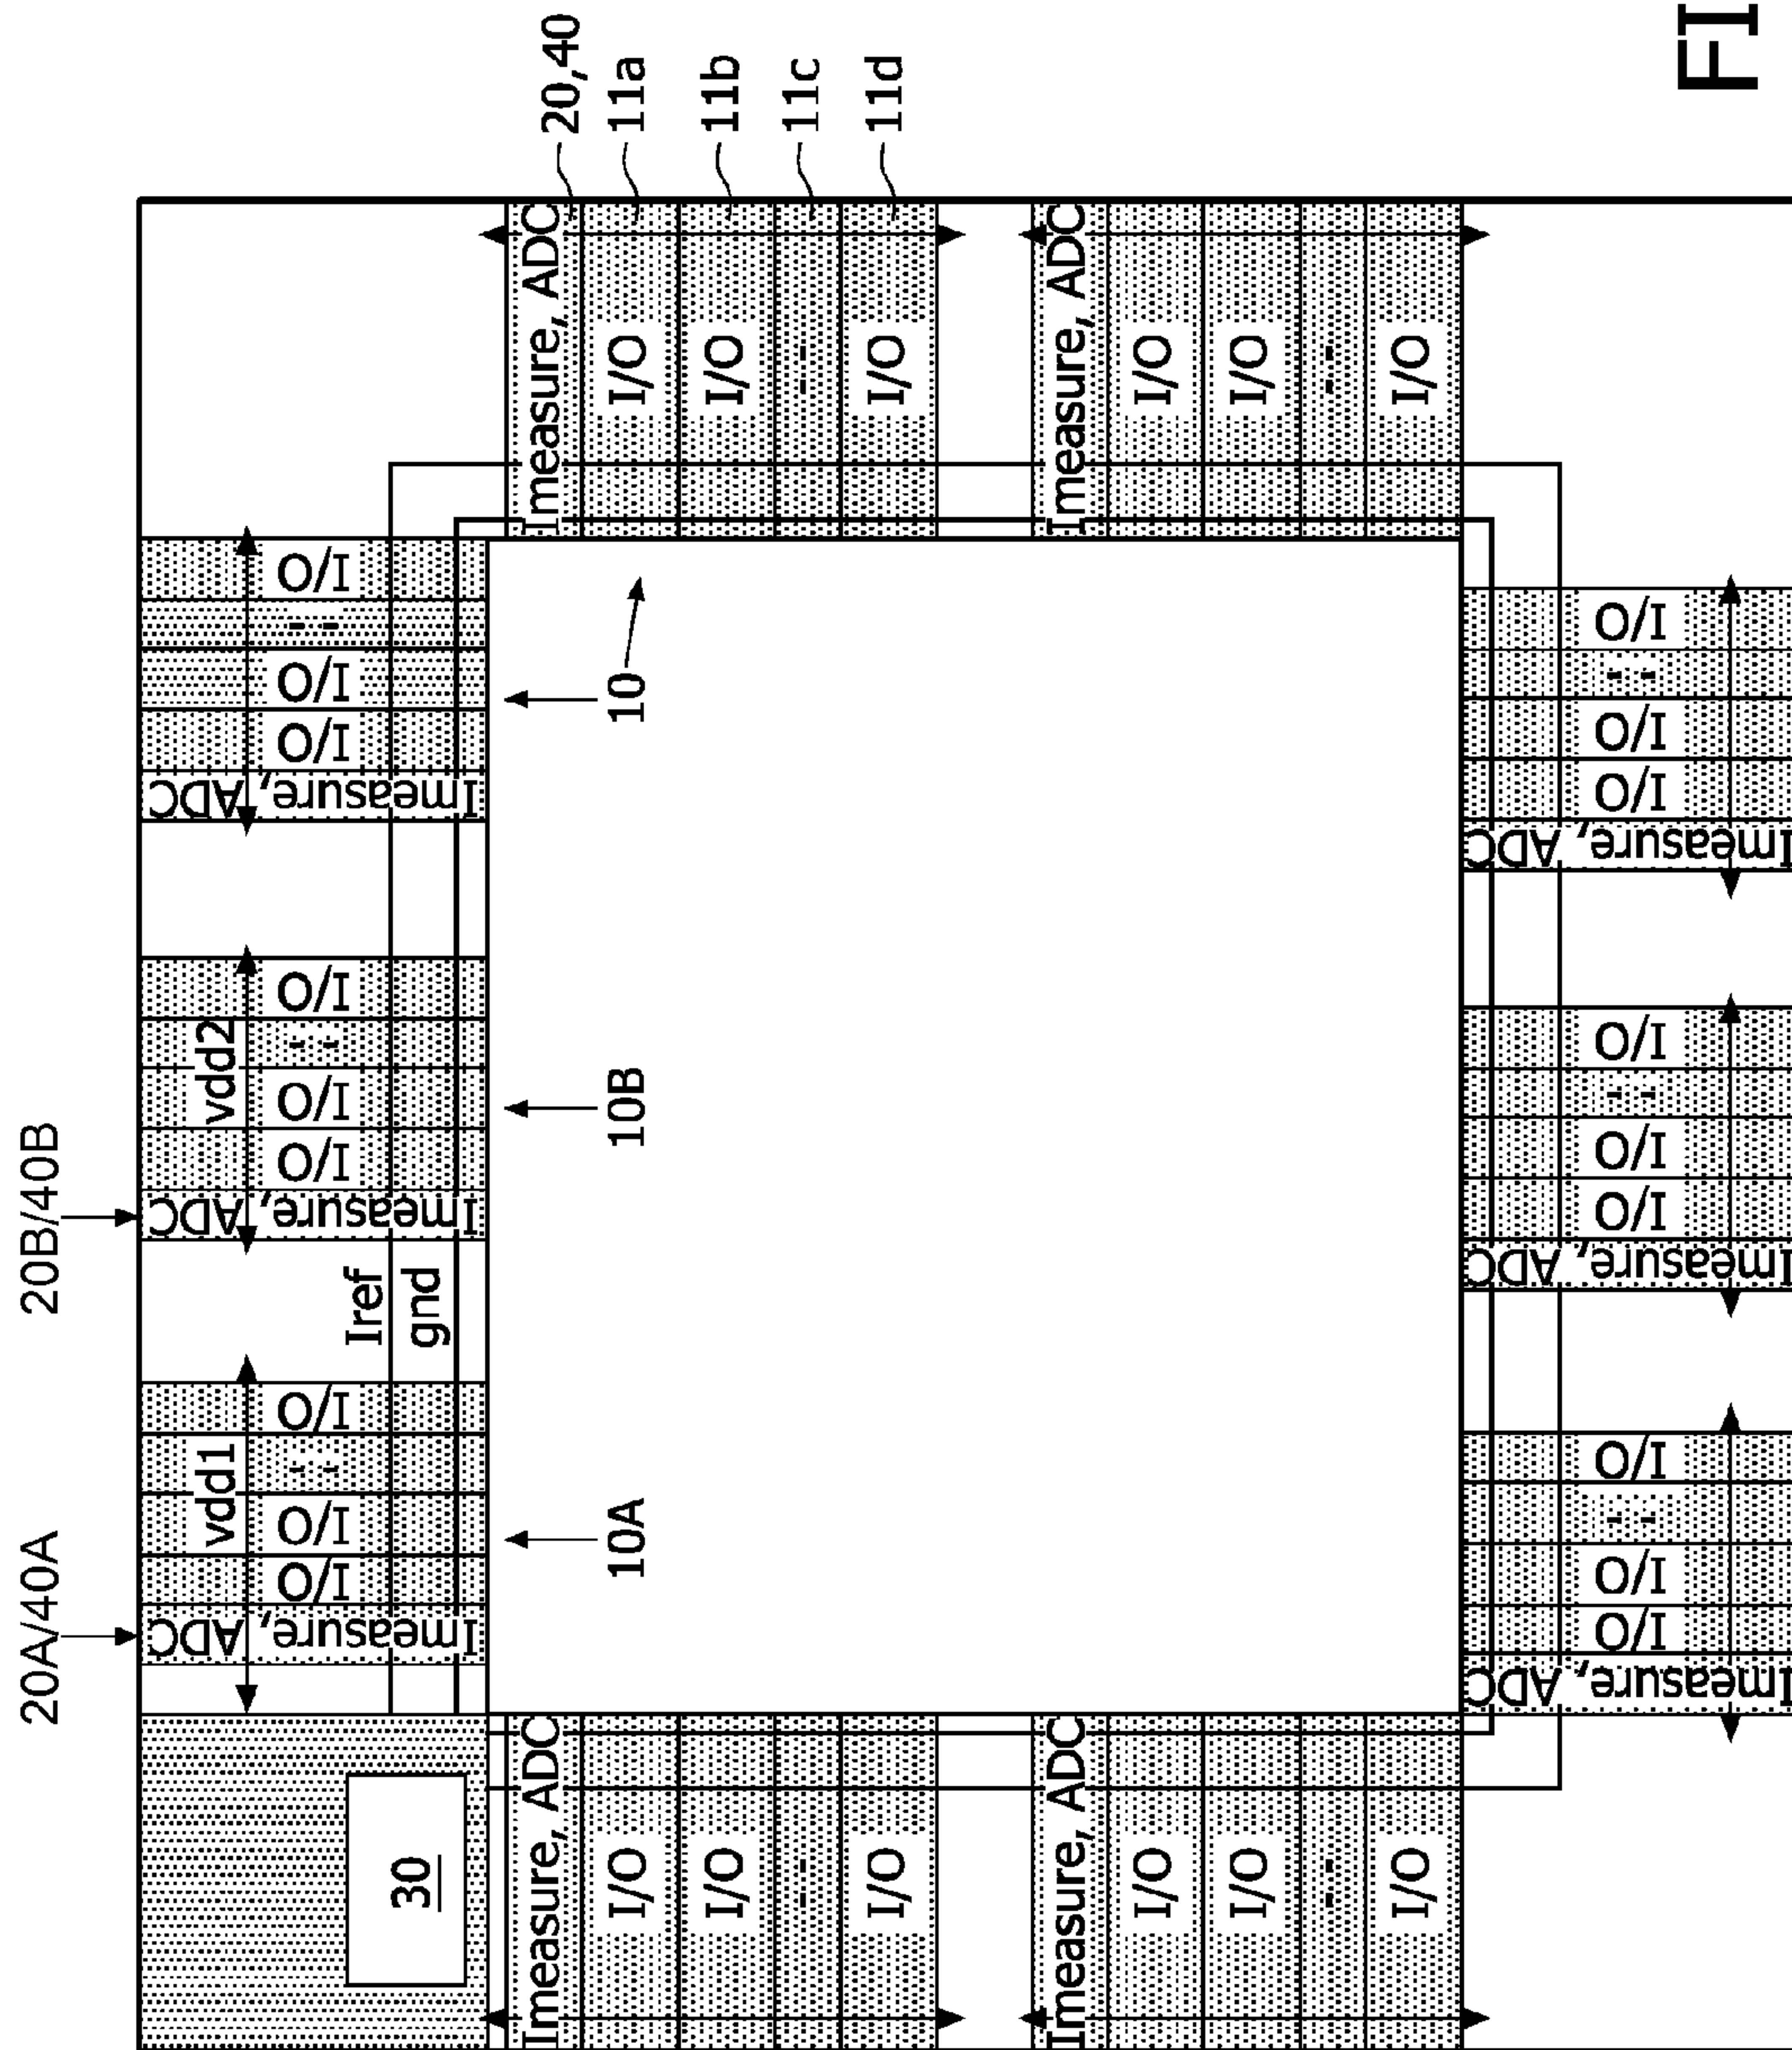 20A/40A
20B/40B
30
Imeasure, ADC
I/O
I/O
--
I/O
vdd1
Iref
gnd
Imeasure, ADC
I/O
I/O
--
I/O
vdd2
Imeasure, ADC
I/O
I/O
--
I/O
10A
10B
10
Imeasure, ADC
I/O
I/O
--
I/O
Imeasure, ADC
I/O
I/O
--
I/O
Imeasure, ADC
20,40
I/O
11a
I/O
11b
--
11c
I/O
11d
Imeasure, ADC
I/O
I/O
--
I/O
Imeasure, ADC
I/O
I/O
--
I/O
Imeasure, ADC
I/O
I/O
--
I/O
Imeasure, ADC
I/O
I/O
--
I/O
FI